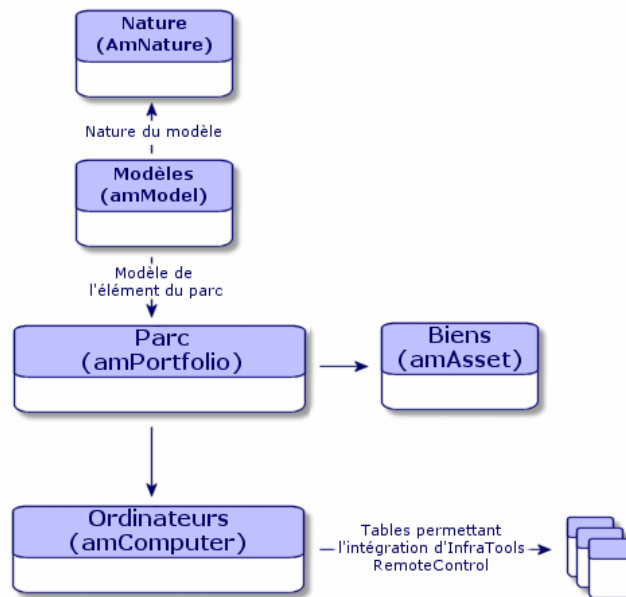 Nature
(AmNature)
Nature du modèle
Modèles
(amModel)
Modèle de
l'élément du parc
Parc
(amPortfolio)
Biens
(amAsset)
Ordinateurs
(amComputer)
Tables permettant
l'intégration d'InfraTools
RemoteControl